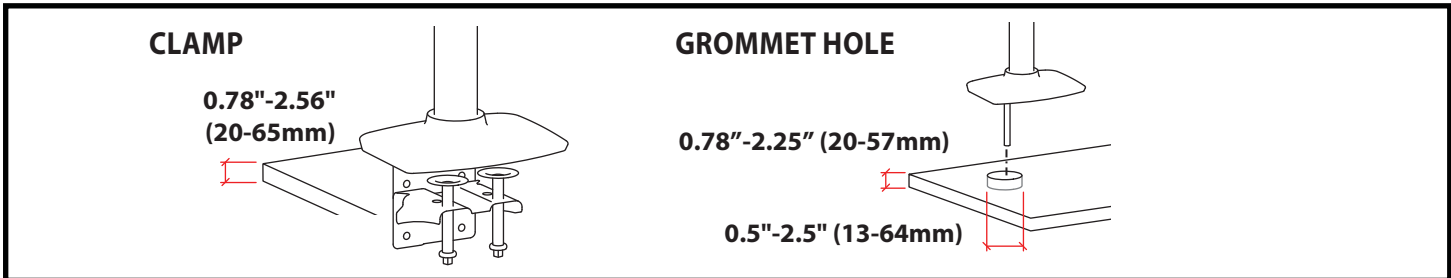 CLAMP
0.78"-2.56"
(20-65mm)
GROMMET HOLE
0.78”-2.25” (20-57mm)
0.5"-2.5" (13-64mm)